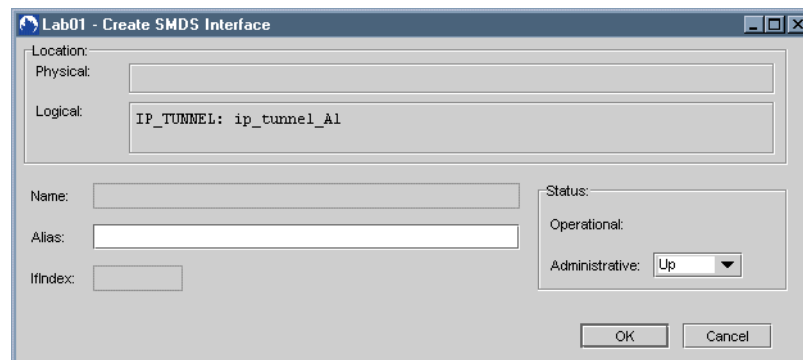 Lab01 - Create SMDS Interface
Location:
Physical:
Logical:
IP_TUNNEL: ip_tunnel_A1
Name:
Alias:
IfIndex:
Status:
Operational:
Administrative: Up
OK Cancel